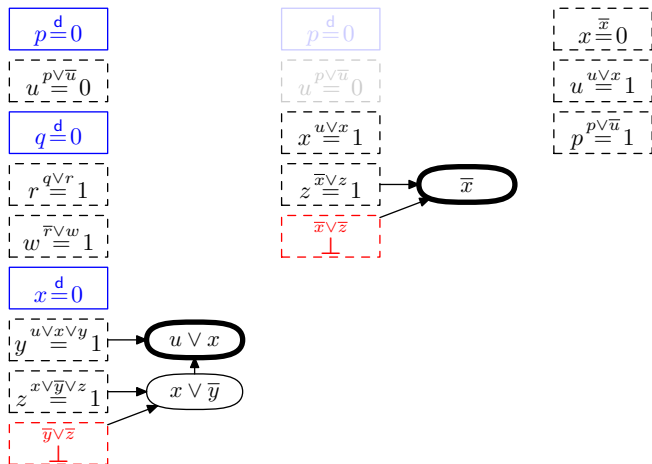 p =ᵈ 0
u =^{p∨u̅} 0
q =ᵈ 0
r =^{q∨r} 1
w =^{r̅∨w} 1
x =ᵈ 0
y =^{u∨x∨y} 1
u ∨ x
z =^{x∨y̅∨z} 1
x ∨ y̅
y̅∨z̅
⊥
p =ᵈ 0
u =^{p∨u̅} 0
x =^{u∨x} 1
z =^{x̅∨z} 1
x̅
x̅∨z̅
⊥
x =^{x̅} 0
u =^{u∨x} 1
p =^{p∨u̅} 1